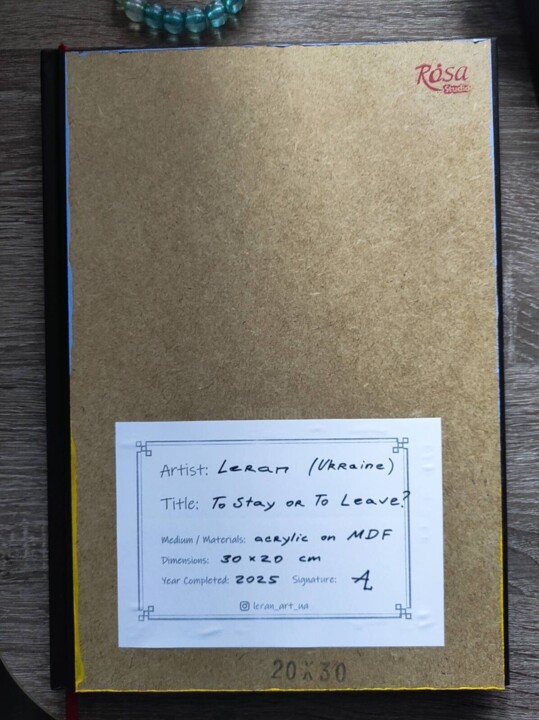 Rosa
Studio
Artist: Leran (Ukraine)
Title: To Stay or To Leave?
Medium / Materials: acrylic on MDF
Dimensions: 30 x 20 cm
Year Completed: 2025 Signature:
leran_art_ua
20 x 30